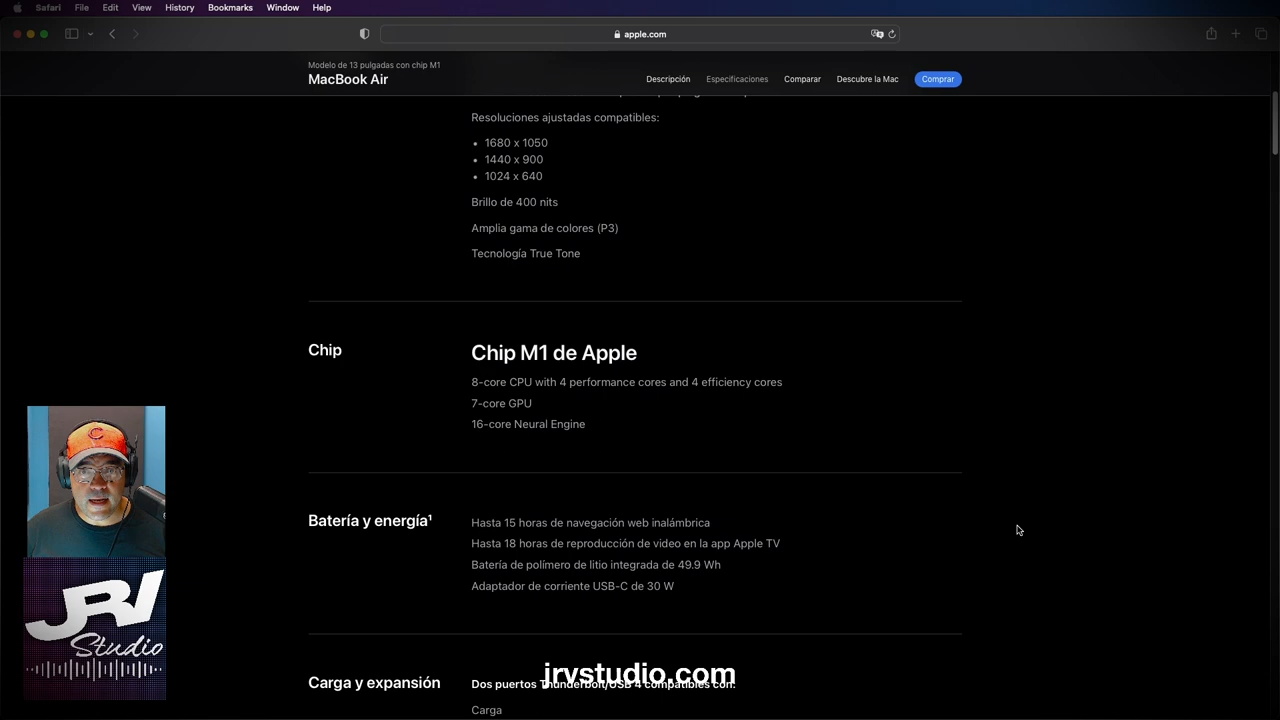 Safari File Edit View History Bookmarks Window Help
apple.com
Modelo de 13 pulgadas con chip M1
MacBook Air
Descripción Especificaciones Comparar Descubre la Mac Comprar
Resoluciones ajustadas compatibles:
• 1680 x 1050
• 1440 x 900
• 1024 x 640
Brillo de 400 nits
Amplia gama de colores (P3)
Tecnología True Tone
Chip
Chip M1 de Apple
8-core CPU with 4 performance cores and 4 efficiency cores
7-core GPU
16-core Neural Engine
Batería y energía¹
Hasta 15 horas de navegación web inalámbrica
Hasta 18 horas de reproducción de video en la app Apple TV
Batería de polímero de litio integrada de 49.9 Wh
Adaptador de corriente USB-C de 30 W
Carga y expansión
Dos puertos Thunderbolt/USB 4 compatibles con:
Carga
C
JRV
Studio
jrvstudio.com